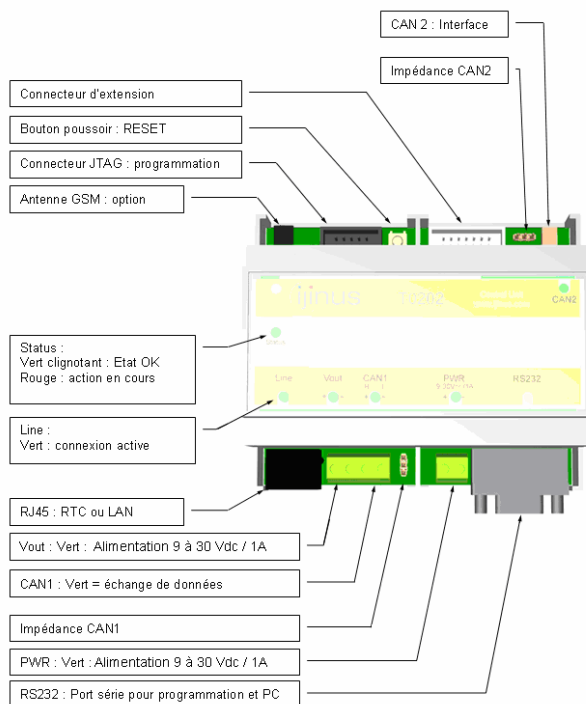 CAN 2 : Interface
Impédance CAN2
Connecteur d'extension
Bouton poussoir : RESET
Connecteur JTAG : programmation
Antenne GSM : option
ijinus
TV202
CAN2
Status :
Vert clignotant : Etat OK
Rouge : action en cours
Line
Vout
CAN1
PWR
RS232
Line :
Vert : connexion active
RJ45 : RTC ou LAN
Vout : Vert : Alimentation 9 à 30 Vdc / 1A
CAN1 : Vert = échange de données
Impédance CAN1
PWR : Vert : Alimentation 9 à 30 Vdc / 1A
RS232 : Port série pour programmation et PC